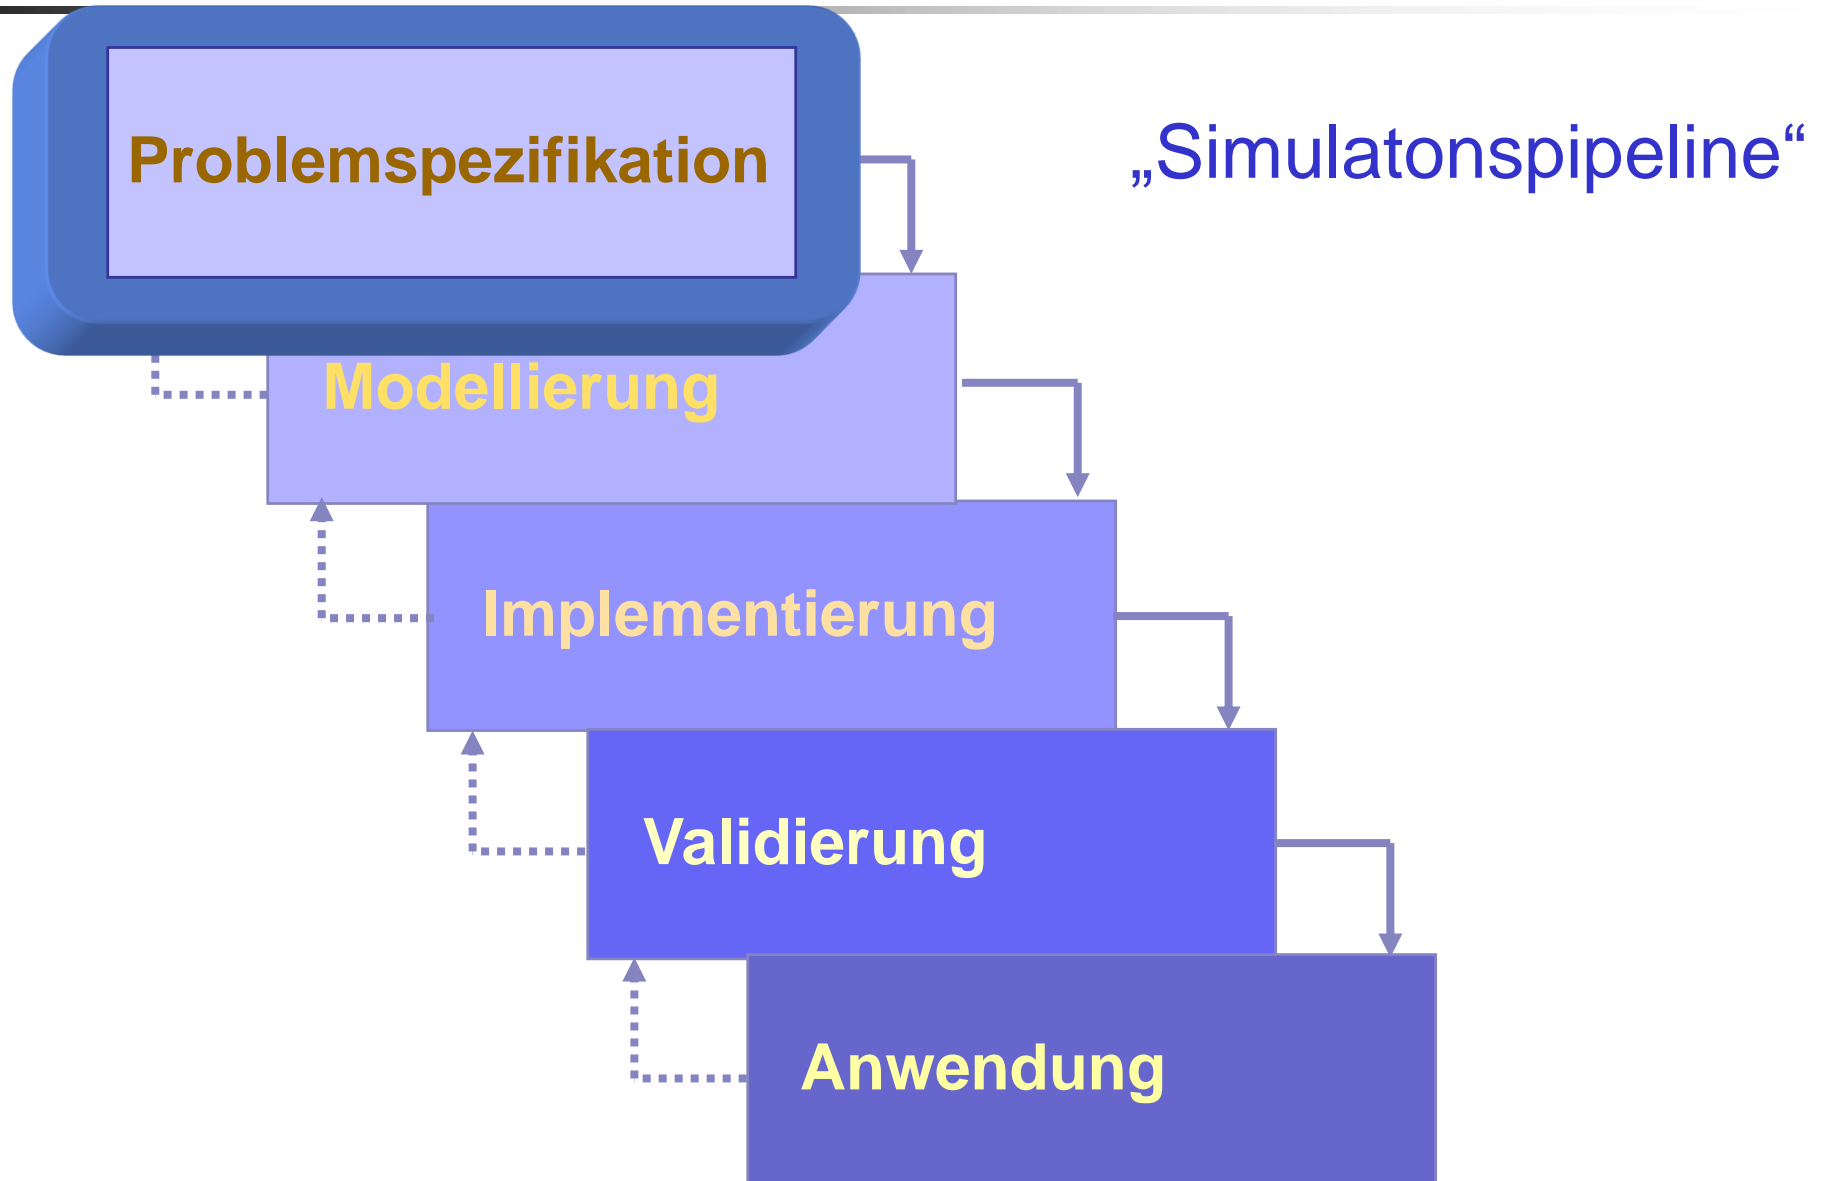 Problemspezifikation
„Simulatonspipeline“
Modellierung
Implementierung
Validierung
Anwendung